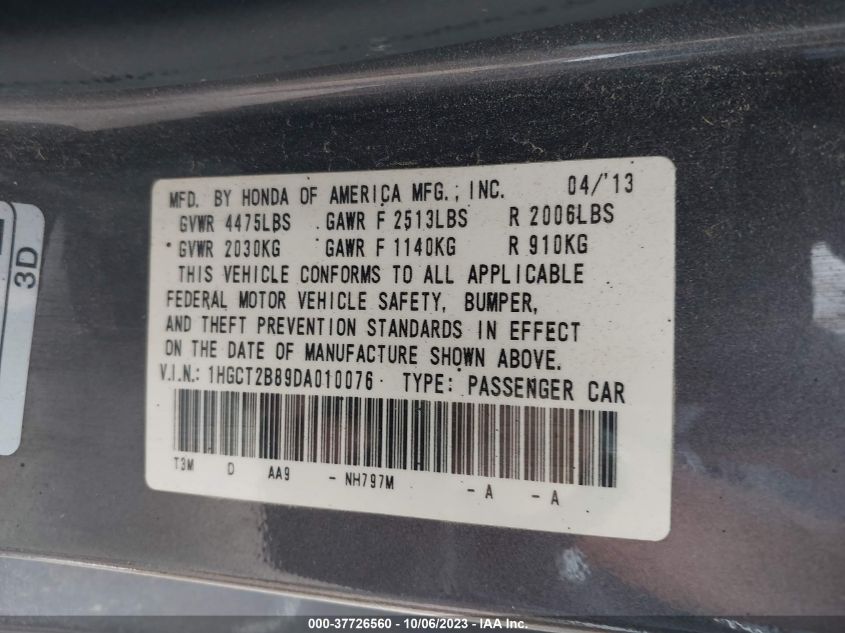 MFD. BY HONDA OF AMERICA MFG., INC. 04/'13
GVWR 4475LBS GAWR F 2513LBS R 2006LBS
GVWR 2030KG GAWR F 1140KG R 910KG
THIS VEHICLE CONFORMS TO ALL APPLICABLE
FEDERAL MOTOR VEHICLE SAFETY, BUMPER,
AND THEFT PREVENTION STANDARDS IN EFFECT
ON THE DATE OF MANUFACTURE SHOWN ABOVE.
V.I.N.: 1HGCT2B89DA010076 TYPE: PASSENGER CAR
T3M D AA9 - NH797M - A - A
3D
000-37726560 - 10/06/2023 - IAA Inc.